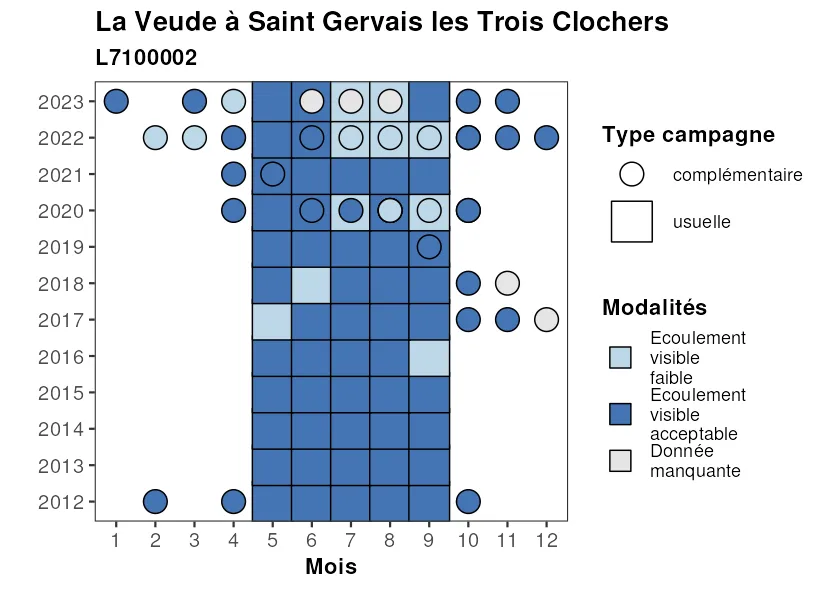 La Veude à Saint Gervais les Trois Clochers
L7100002
2023
2022
2021
2020
2019
2018
2017
2016
2015
2014
2013
2012
1 2 3 4 5 6 7 8 9 10 11 12
Mois
Type campagne
complémentaire
usuelle
Modalités
Ecoulement
visible
faible
Ecoulement
visible
acceptable
Donnée
manquante